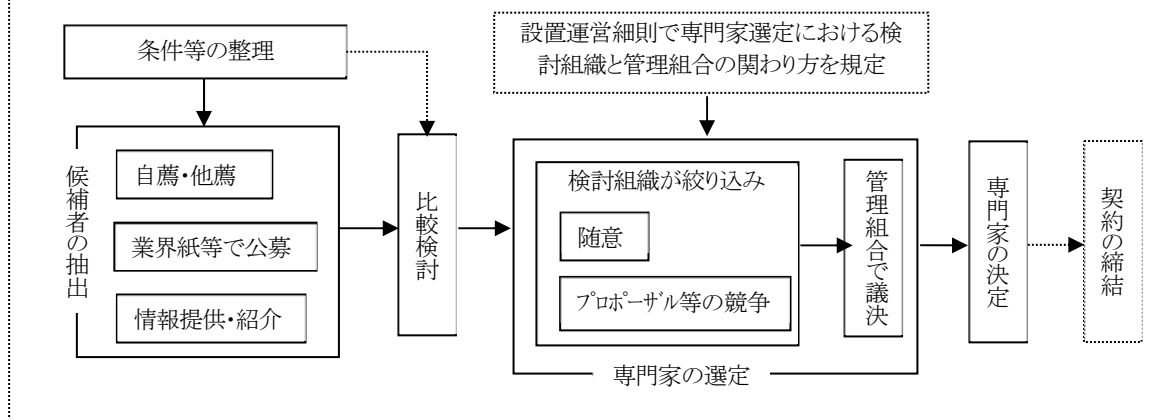 条件等の整理
設置運営細則で専門家選定における検
討組織と管理組合の関わり方を規定
候補者の抽出
自薦・他薦
業界紙等で公募
情報提供・紹介
比較検討
検討組織が絞り込み
随意
ﾌﾟﾛﾎﾟｰｻﾞﾙ等の競争
管理組合で議決
専門家の選定
専門家の決定
契約の締結